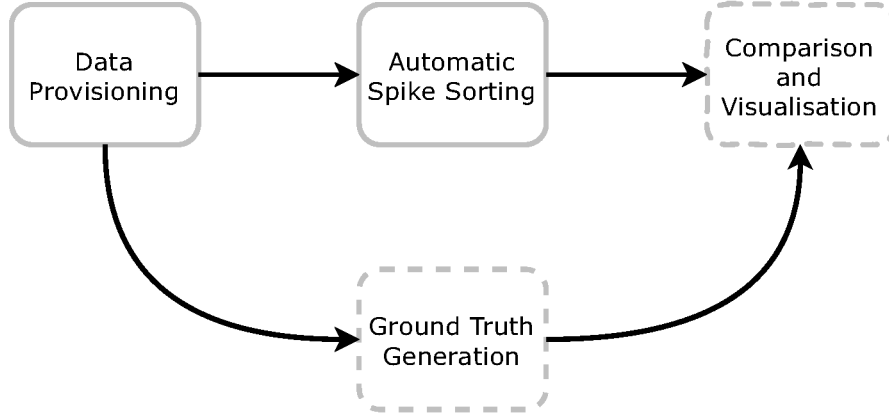 Data
Provisioning
Automatic
Spike Sorting
Comparison
and
Visualisation
Ground Truth
Generation